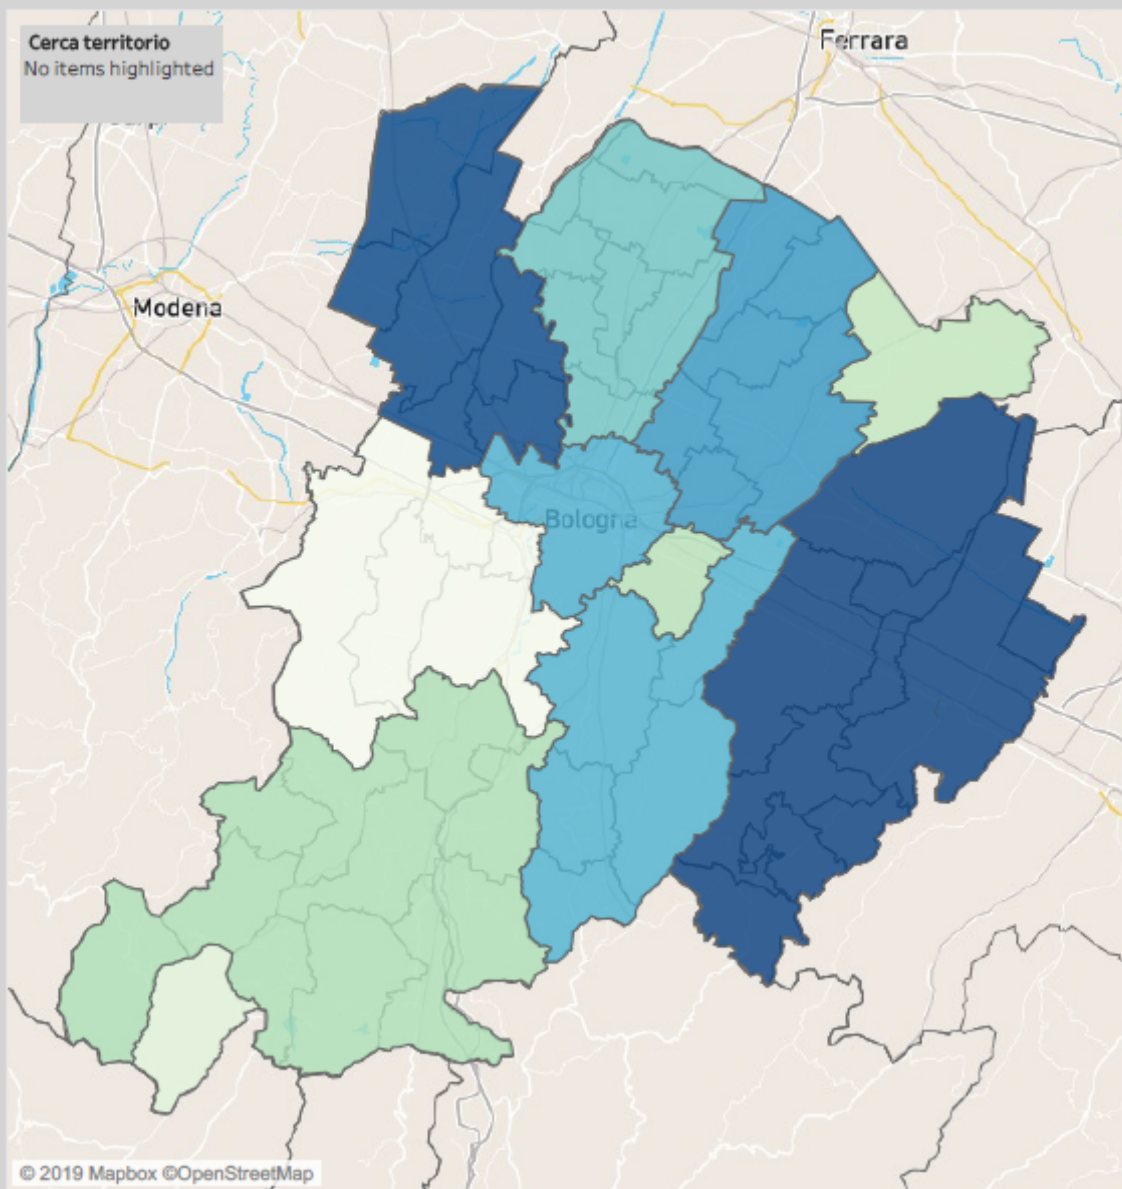 Cerca territorio
No items highlighted
Ferrara
Modena
Bologna
© 2019 Mapbox ©OpenStreetMap